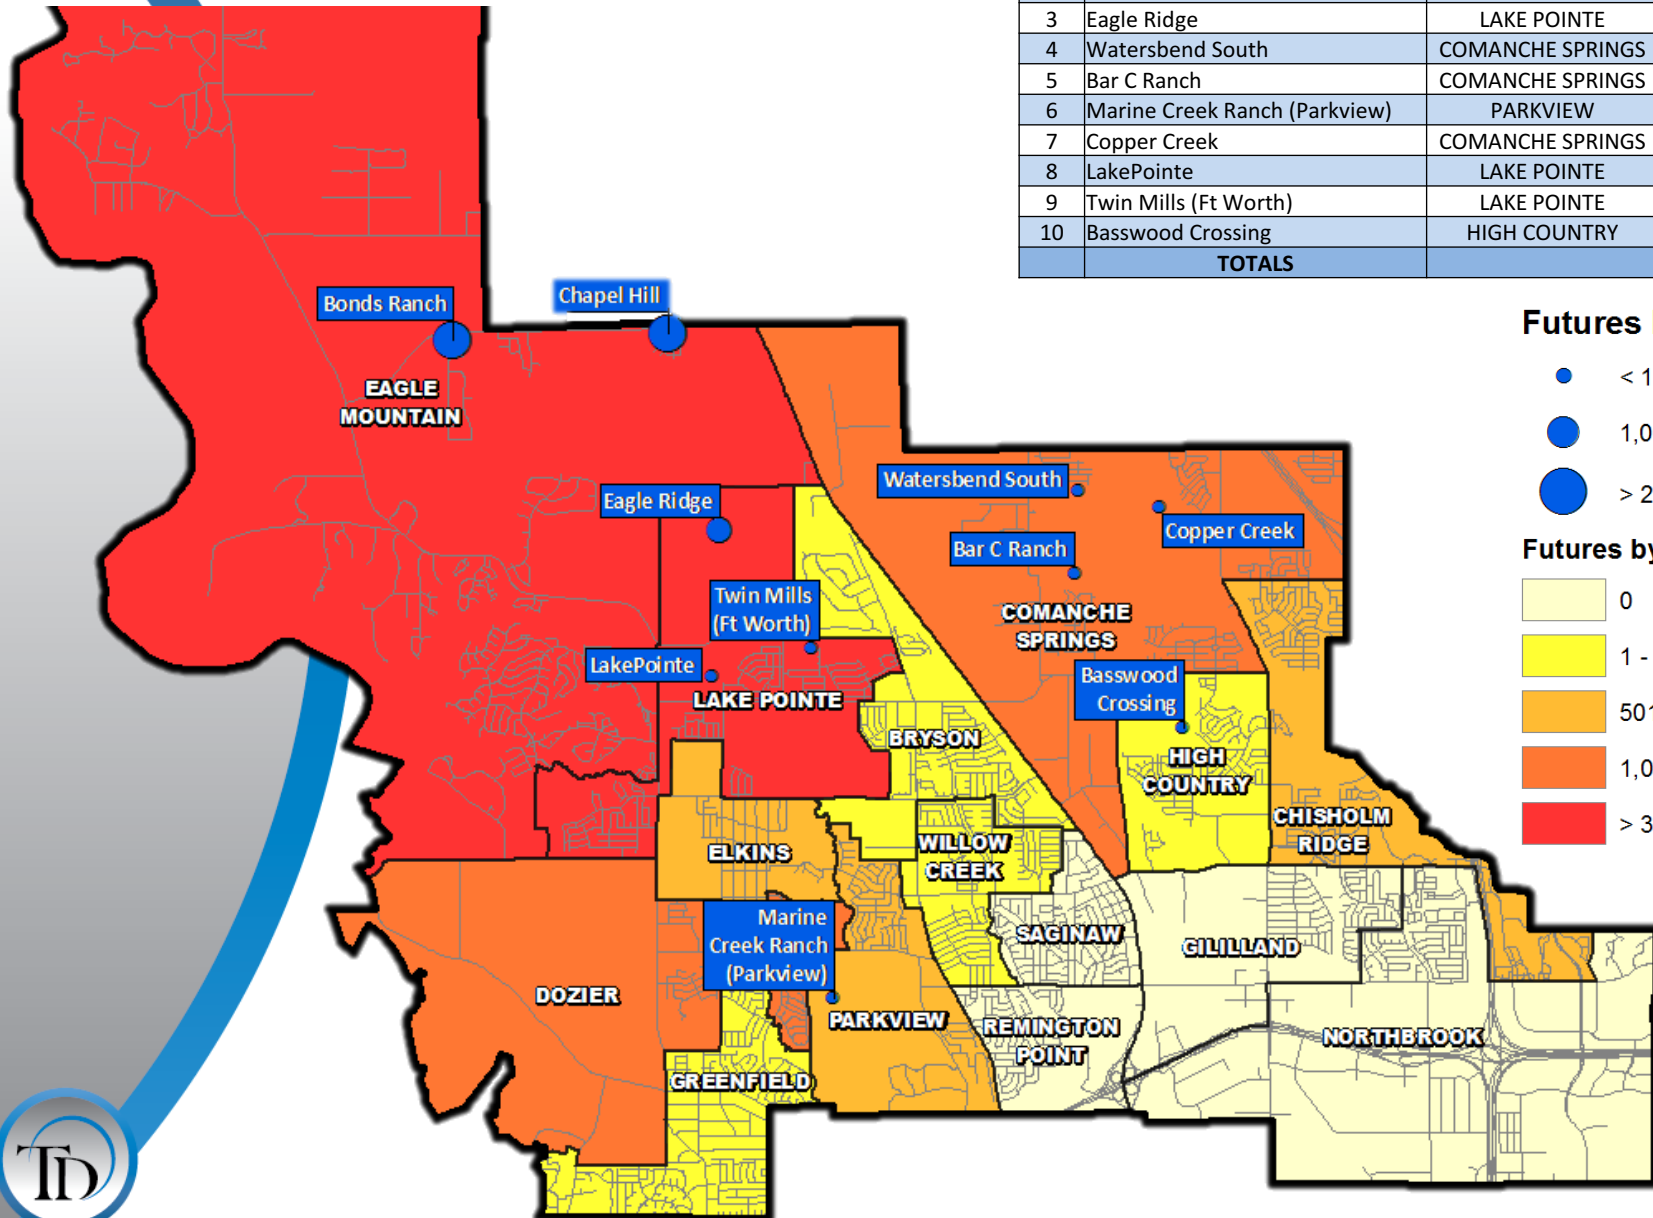 3 Eagle Ridge LAKE POINTE
4 Watersbend South COMANCHE SPRINGS
5 Bar C Ranch COMANCHE SPRINGS
6 Marine Creek Ranch (Parkview) PARKVIEW
7 Copper Creek COMANCHE SPRINGS
8 LakePointe LAKE POINTE
9 Twin Mills (Ft Worth) LAKE POINTE
10 Basswood Crossing HIGH COUNTRY
TOTALS
Futures
< 1
1,0
> 2
Futures by
0
1 -
501
1,0
> 3
Bonds Ranch
Chapel Hill
EAGLE
MOUNTAIN
Eagle Ridge
Watersbend South
Copper Creek
Bar C Ranch
Twin Mills
(Ft Worth)
COMANCHE
SPRINGS
LakePointe
LAKE POINTE
Basswood
Crossing
BRYSON
HIGH
COUNTRY
CHISHOLM
RIDGE
ELKINS
WILLOW
CREEK
Marine
Creek Ranch
(Parkview)
SAGINAW
GILILLAND
DOZIER
PARKVIEW
REMINGTON
POINT
NORTHBROOK
GREENFIELD
TD